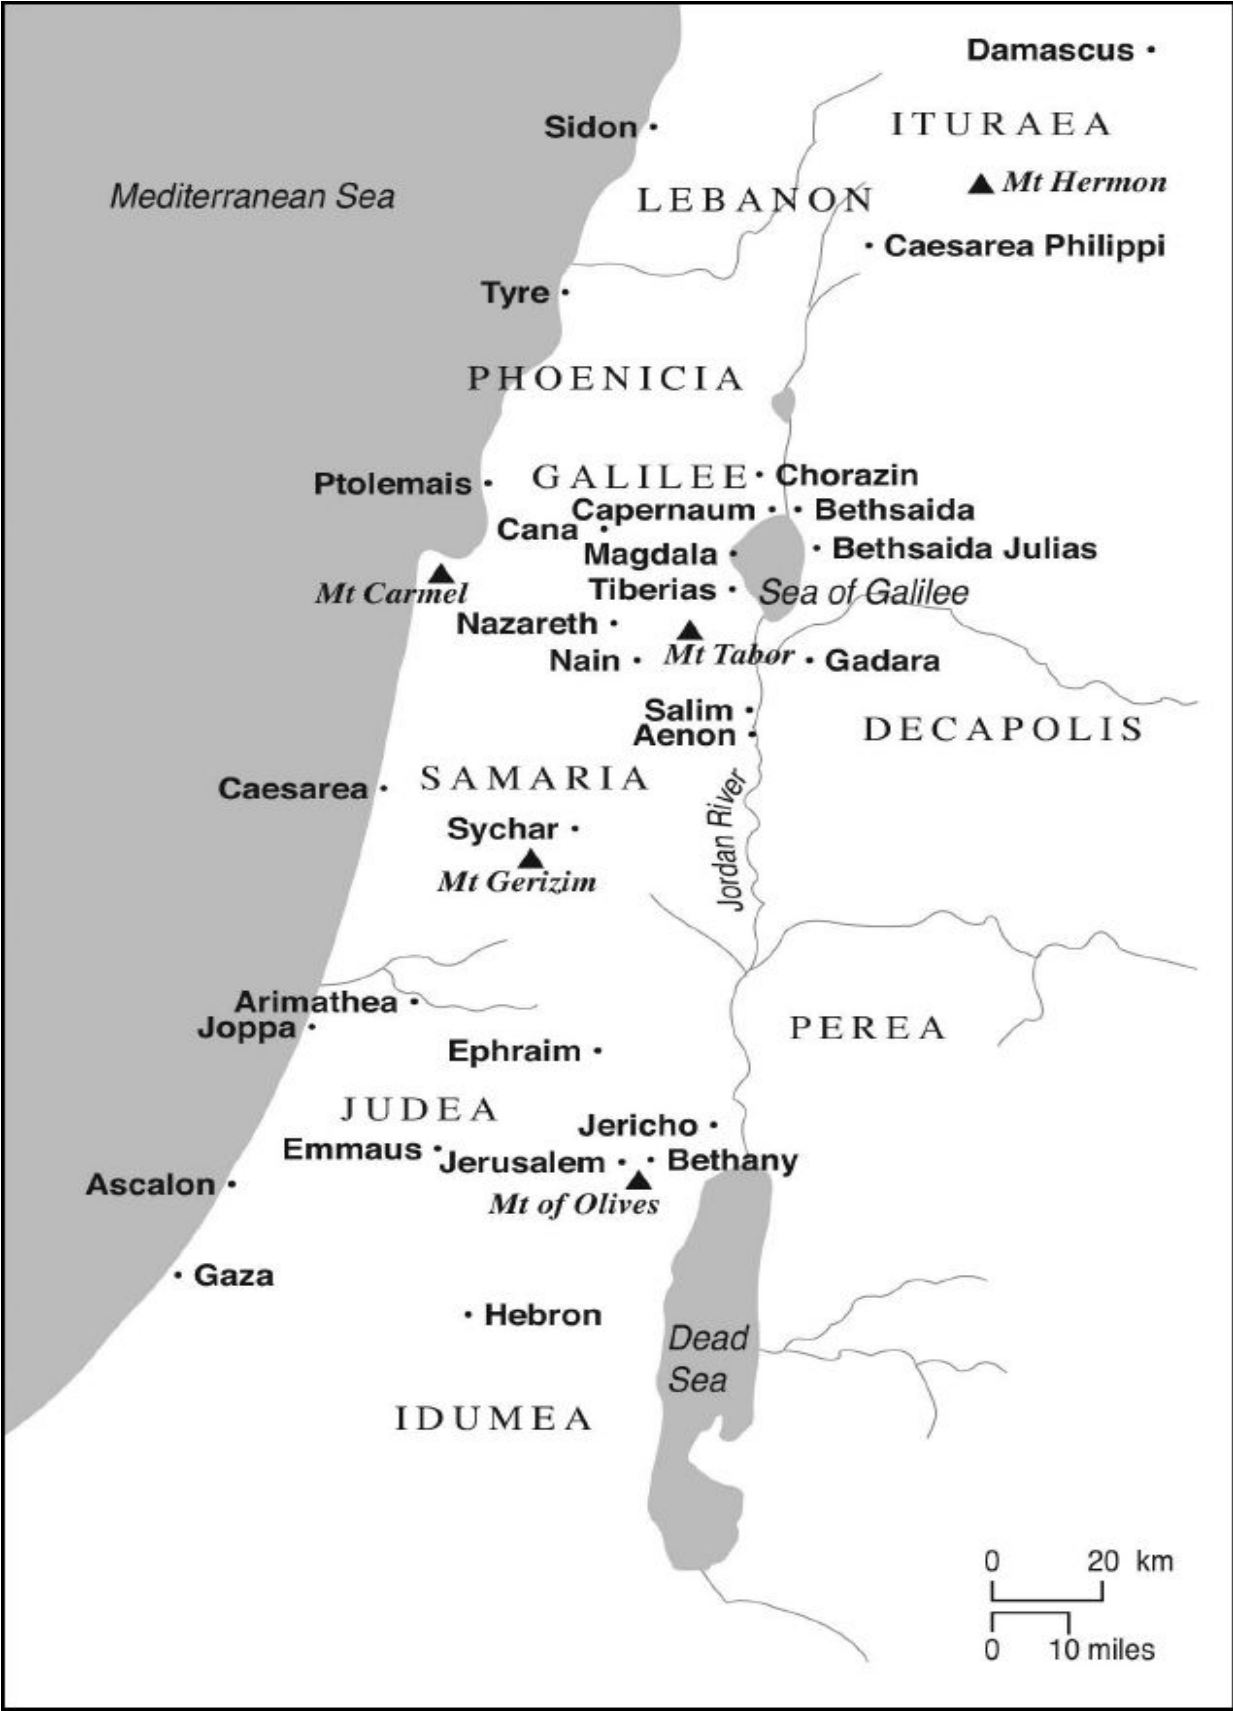 Damascus
ITURAEA
Sidon
Mediterranean Sea
LEBANON
Mt Hermon
Caesarea Philippi
Tyre
PHOENICIA
Ptolemais
GALILEE
Chorazin
Capernaum
Bethsaida
Cana
Magdala
Bethsaida Julias
Mt Carmel
Tiberias
Sea of Galilee
Nazareth
Mt Tabor
Nain
Gadara
Salim
Aenon
DECAPOLIS
Caesarea
SAMARIA
Jordan River
Sychar
Mt Gerizim
Arimathea
Joppa
PEREA
Ephraim
JUDEA
Jericho
Emmaus
Jerusalem
Bethany
Ascalon
Mt of Olives
Gaza
Hebron
Dead
Sea
IDUMEA
0 20 km
0 10 miles